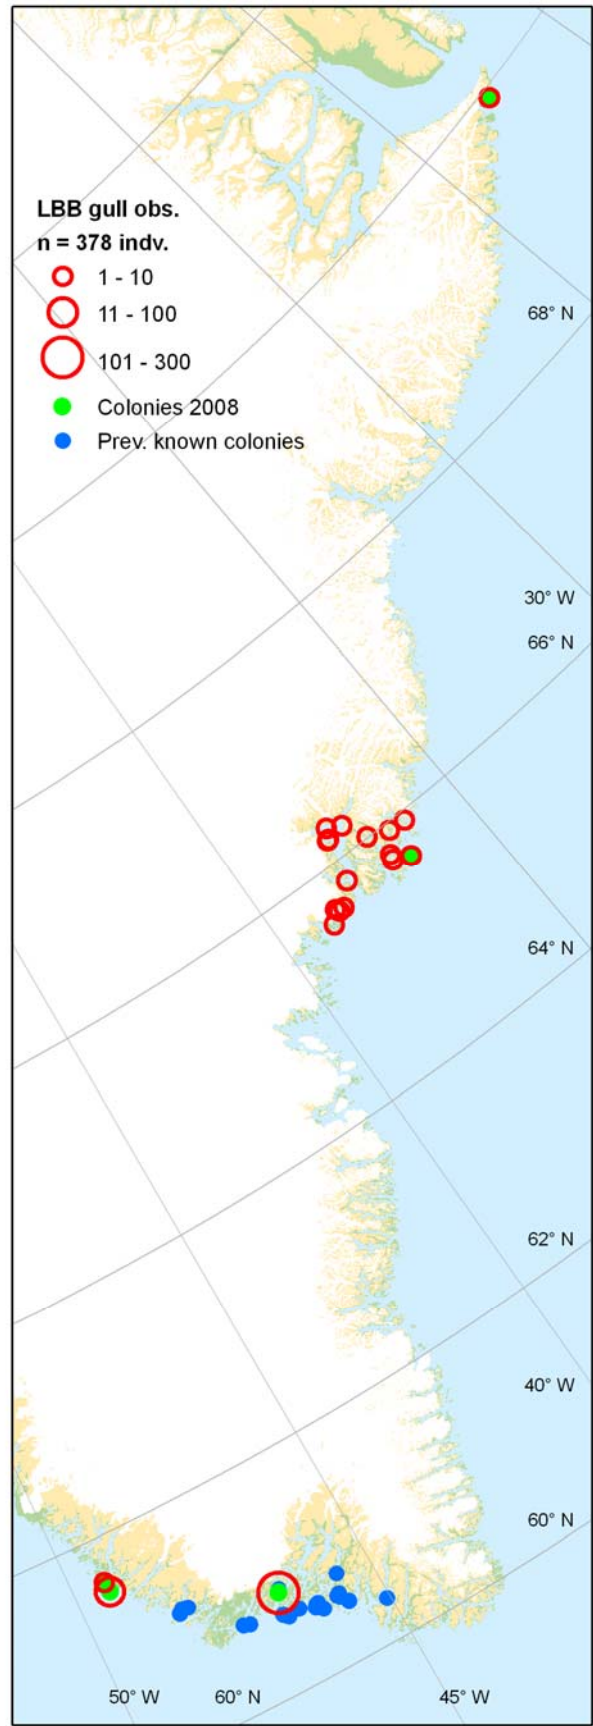 LBB gull obs.
n = 378 indv.
1 - 10
11 - 100
101 - 300
Colonies 2008
Prev. known colonies
68° N
30° W
66° N
64° N
62° N
40° W
60° N
50° W 60° N 45° W